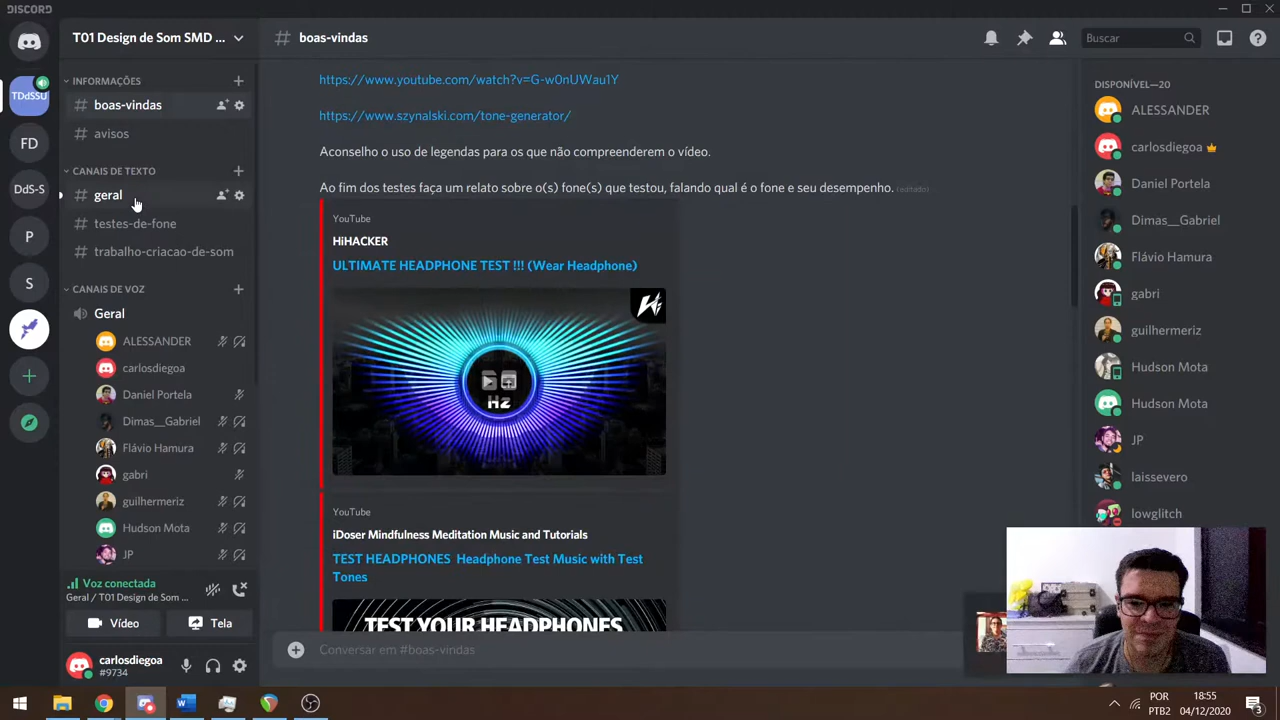 DISCORD
T01 Design de Som SMD ...
# boas-vindas
Buscar
TDdSSU
FD
DdS-S
P
S
INFORMAÇÕES
boas-vindas
avisos
CANAIS DE TEXTO
geral
testes-de-fone
trabalho-criacao-de-som
CANAIS DE VOZ
Geral
ALESSANDER
carlosdiegoa
Daniel Portela
Dimas__Gabriel
Flávio Hamura
gabri
guilhermeriz
Hudson Mota
JP
Voz conectada
Geral / T01 Design de Som ...
Vídeo
Tela
carlosdiegoa
#9734
https://www.youtube.com/watch?v=G-w0nUWau1Y
https://www.szynalski.com/tone-generator/
Aconselho o uso de legendas para os que não compreenderem o vídeo.
Ao fim dos testes faça um relato sobre o(s) fone(s) que testou, falando qual é o fone e seu desempenho. (editado)
YouTube
HiHACKER
ULTIMATE HEADPHONE TEST !!! (Wear Headphone)
Hz
YouTube
iDoser Mindfulness Meditation Music and Tutorials
TEST HEADPHONES Headphone Test Music with Test
Tones
TEST YOUR HEADPHONES
Conversar em #boas-vindas
DISPONÍVEL—20
ALESSANDER
carlosdiegoa
Daniel Portela
Dimas__Gabriel
Flávio Hamura
gabri
guilhermeriz
Hudson Mota
Hudson Mota
JP
laissevero
lowglitch
POR
PTB2
18:55
04/12/2020
3